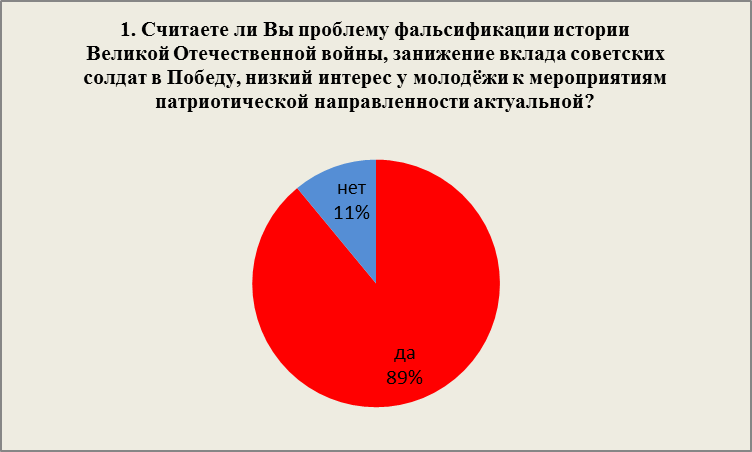 1. Считаете ли Вы проблему фальсификации истории
Великой Отечественной войны, занижение вклада советских
солдат в Победу, низкий интерес у молодёжи к мероприятиям
патриотической направленности актуальной?
нет
11%
да
89%